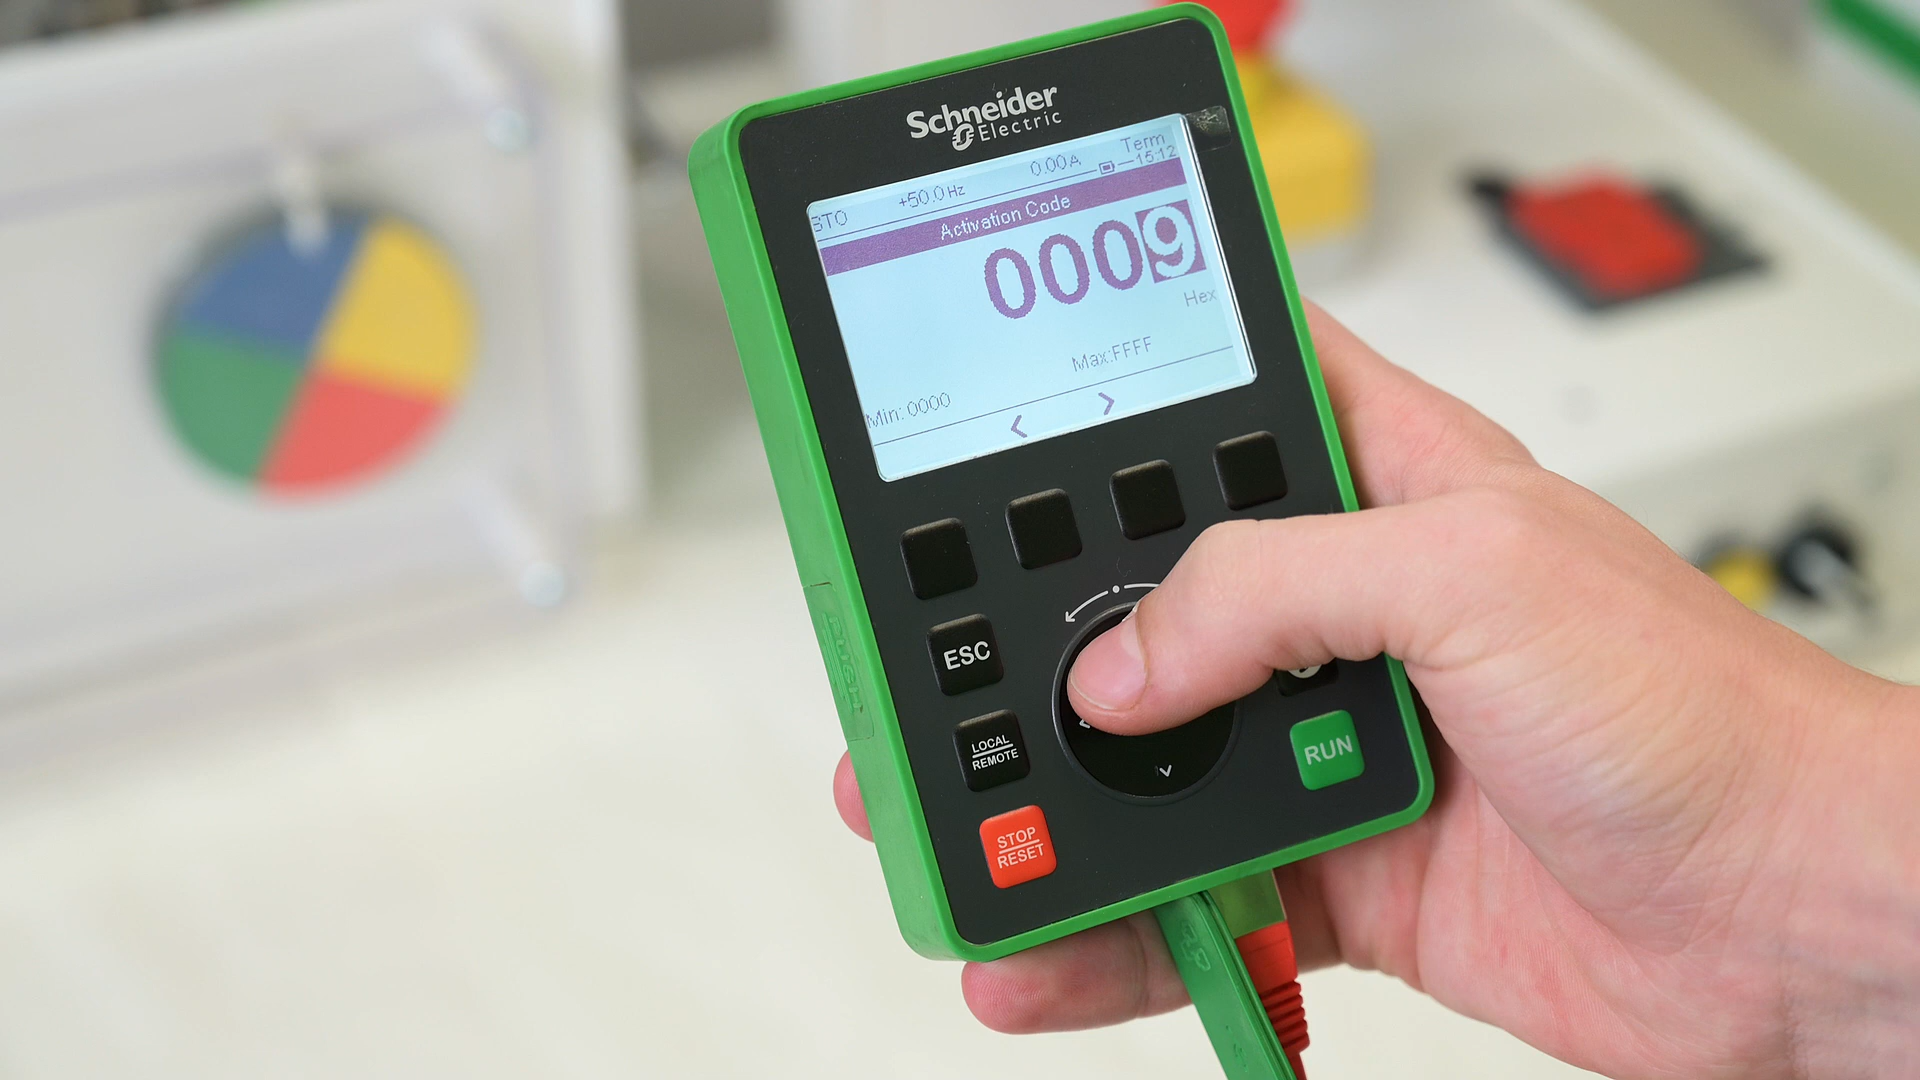 Schneider
Electric
STO +50.0 Hz 0.00A Term
15:12
Activation Code
0009
Hex
Min: 0000 Max:FFFF
< >
ESC
LOCAL
REMOTE
STOP
RESET
RUN